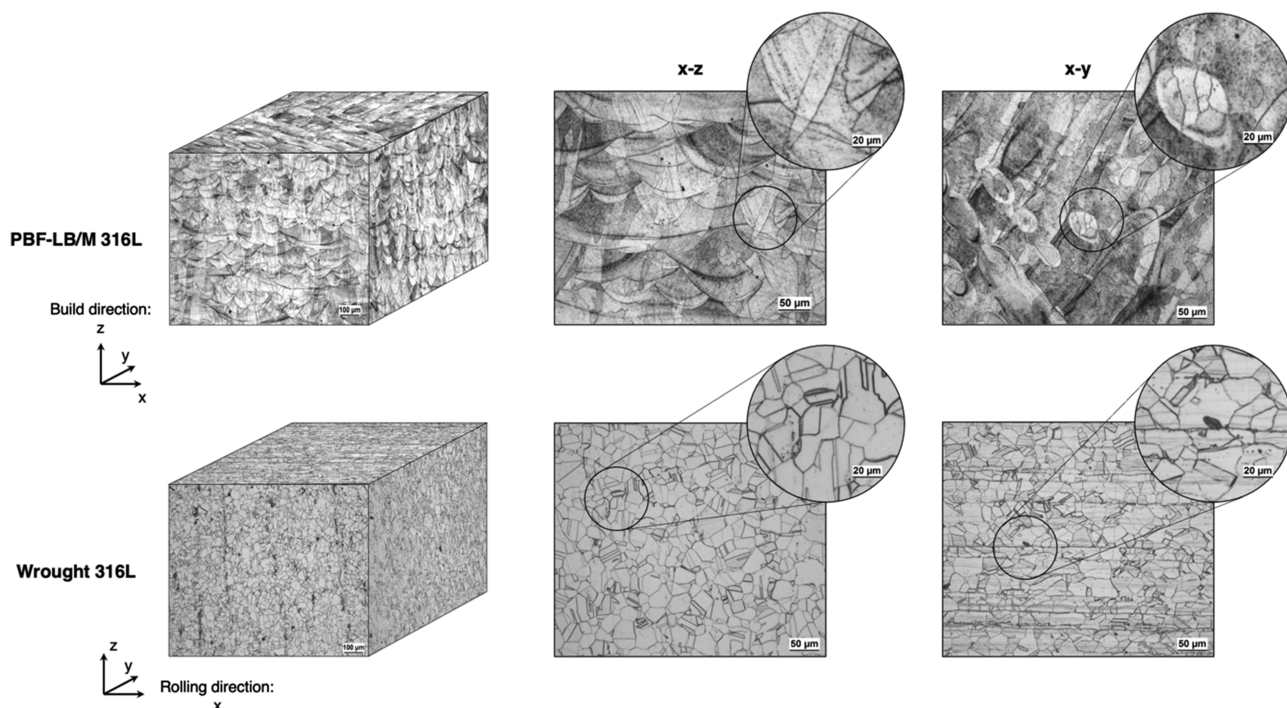 x-z
x-y
20 µm
20 µm
PBF-LB/M 316L
Build direction:
z
y
x
100 µm
50 µm
50 µm
20 µm
20 µm
Wrought 316L
z
y
x
Rolling direction:
x
100 µm
50 µm
50 µm